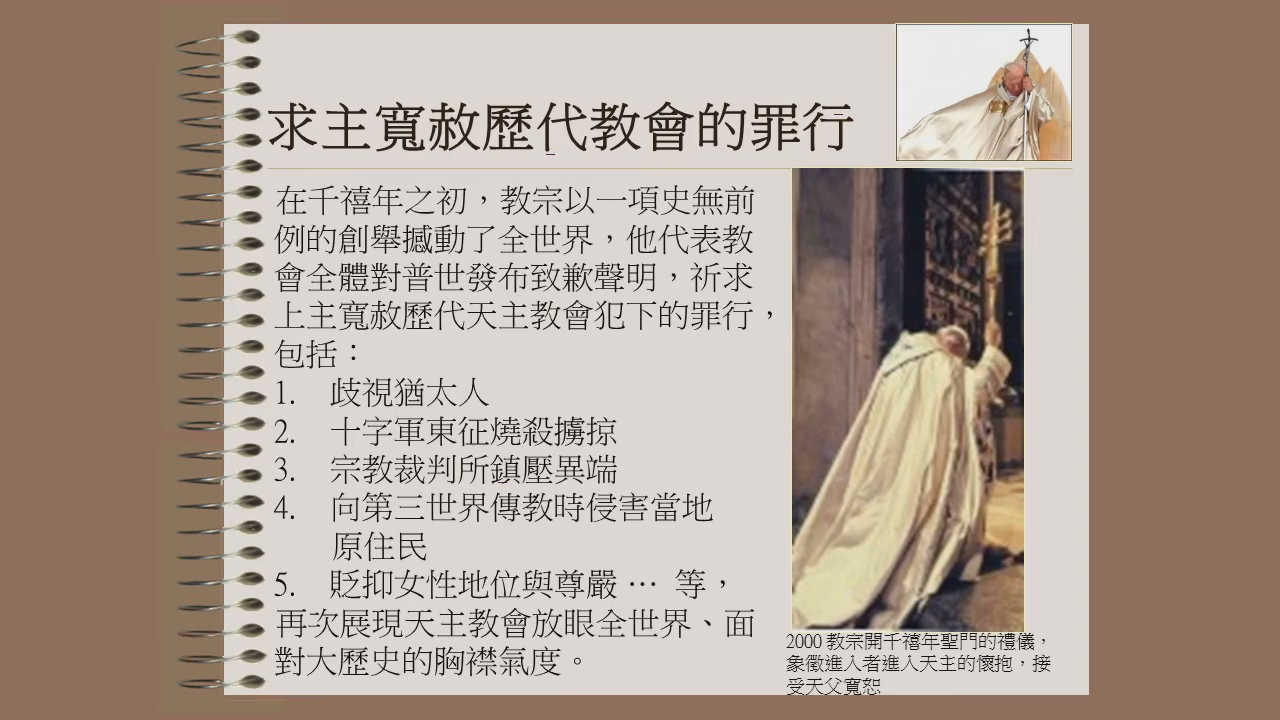 求主寬赦歷代教會的罪行
在千禧年之初，教宗以一項史無前
例的創舉撼動了全世界，他代表教
會全體對普世發布致歉聲明，祈求
上主寬赦歷代天主教會犯下的罪行，
包括：
1. 歧視猶太人
2. 十字軍東征燒殺擄掠
3. 宗教裁判所鎮壓異端
4. 向第三世界傳教時侵害當地
原住民
5. 貶抑女性地位與尊嚴 … 等，
再次展現天主教會放眼全世界、面
對大歷史的胸襟氣度。
2000 教宗開千禧年聖門的禮儀，
象徵進入者進入天主的懷抱，接
受天父寬恕